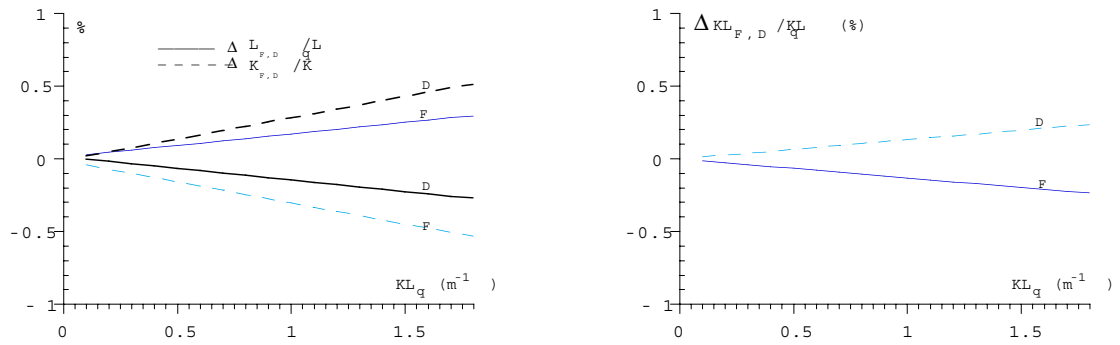 1
%
Δ L_F,D /L_q
Δ K_F,D /K
0.5
D
F
0
D
-0.5
F
KL_q (m^-1 )
- 1
0 0.5 1 1.5
1
Δ KL_F,D /KL_q (%)
0.5
D
0
F
-0.5
KL_q (m^-1 )
- 1
0 0.5 1 1.5